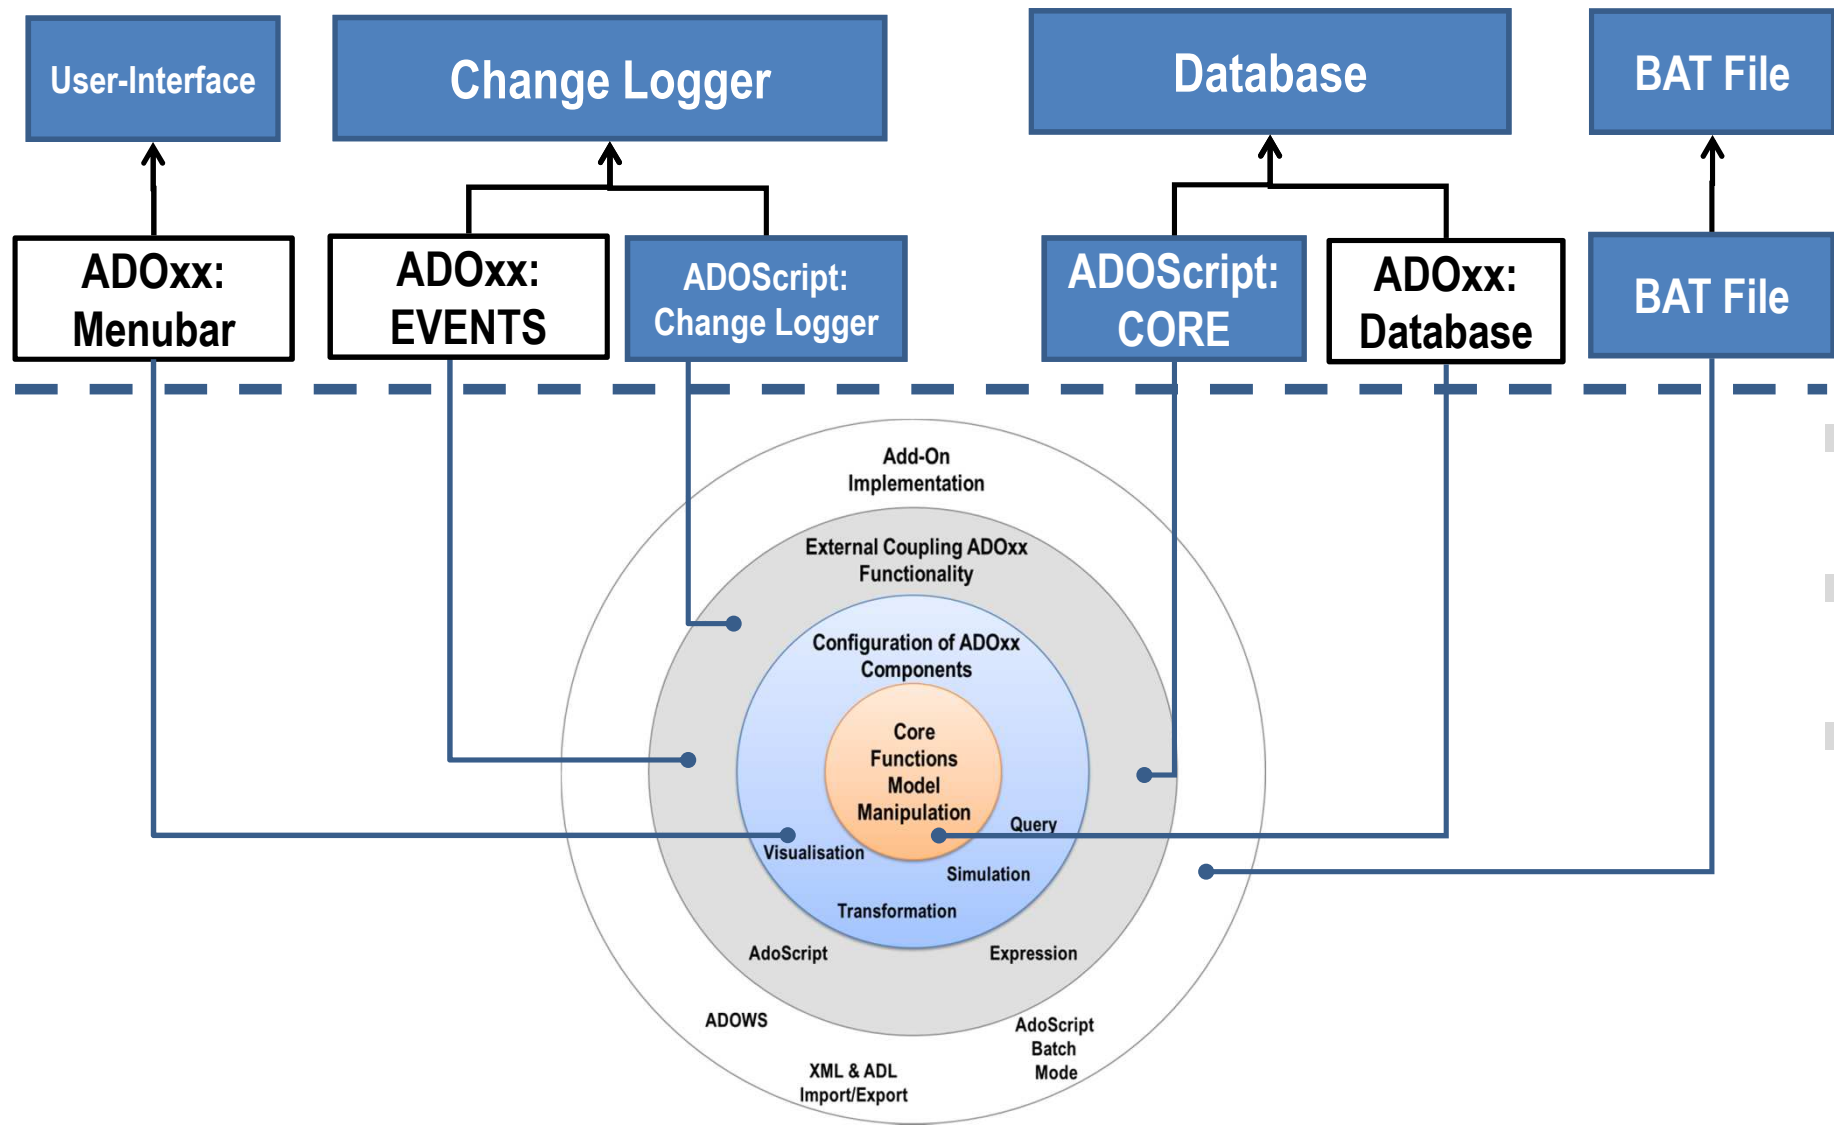 User-Interface
Change Logger
Database
BAT File
ADOxx:
Menubar
ADOxx:
EVENTS
ADOScript:
Change Logger
ADOScript:
CORE
ADOxx:
Database
BAT File
Add-On
Implementation
External Coupling ADOxx
Functionality
Configuration of ADOxx
Components
Core
Functions
Model
Manipulation
Query
Visualisation
Simulation
Transformation
AdoScript
Expression
ADOWS
AdoScript
Batch
Mode
XML & ADL
Import/Export